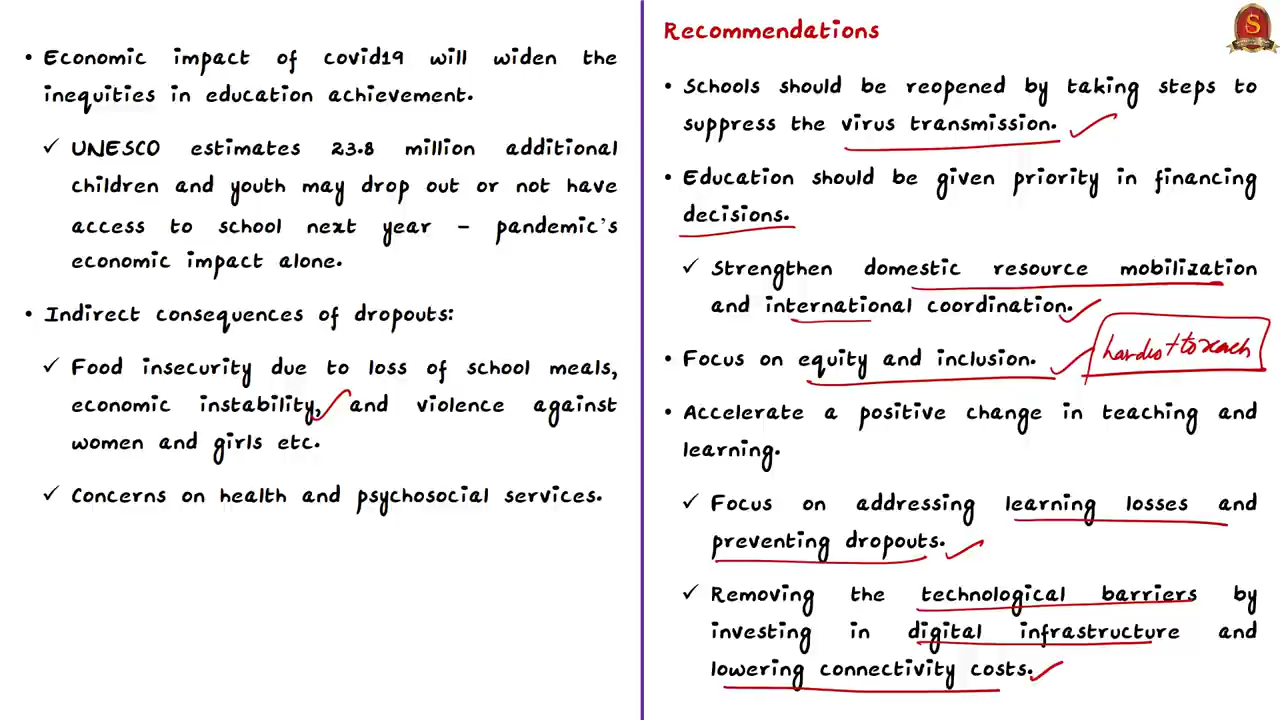 • Economic impact of covid19 will widen the
inequities in education achievement.
✓ UNESCO estimates 23.8 million additional
children and youth may drop out or not have
access to school next year – pandemic's
economic impact alone.
• Indirect consequences of dropouts:
✓ Food insecurity due to loss of school meals,
economic instability, and violence against
women and girls etc.
✓ Concerns on health and psychosocial services.
Recommendations
• Schools should be reopened by taking steps to
suppress the virus transmission.
• Education should be given priority in financing
decisions.
✓ Strengthen domestic resource mobilization
and international coordination.
• Focus on equity and inclusion.
hardest to reach
• Accelerate a positive change in teaching and
learning.
✓ Focus on addressing learning losses and
preventing dropouts.
✓ Removing the technological barriers by
investing in digital infrastructure and
lowering connectivity costs.
S